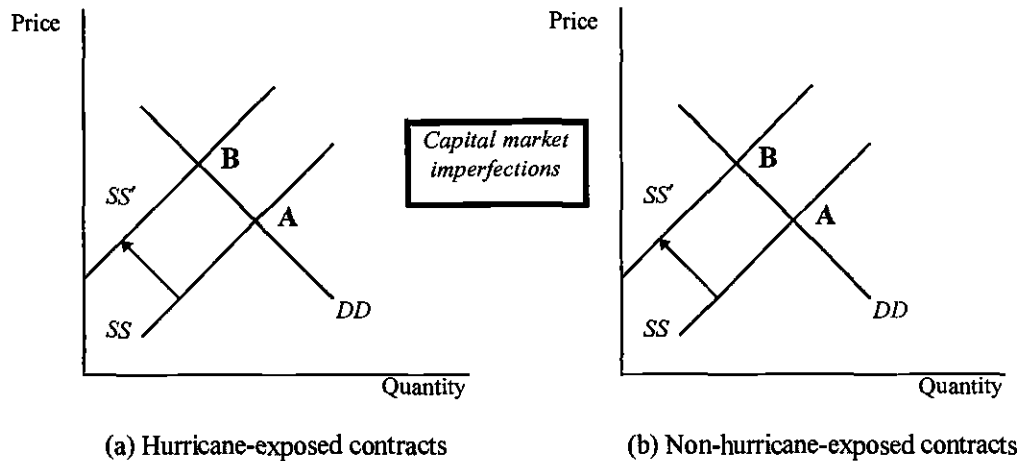 Price
Price
Capital market
imperfections
B
B
SS'
SS'
A
A
SS
DD
SS
DD
Quantity
Quantity
(a) Hurricane-exposed contracts
(b) Non-hurricane-exposed contracts